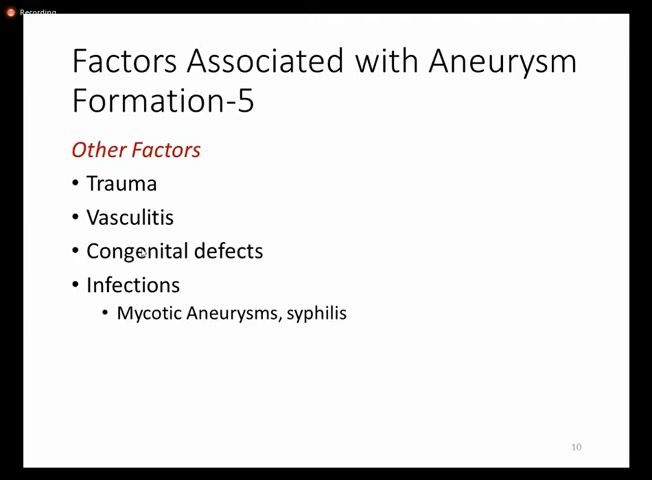 Recording
Factors Associated with Aneurysm
Formation-5
Other Factors
• Trauma
• Vasculitis
• Congenital defects
• Infections
• Mycotic Aneurysms, syphilis
10